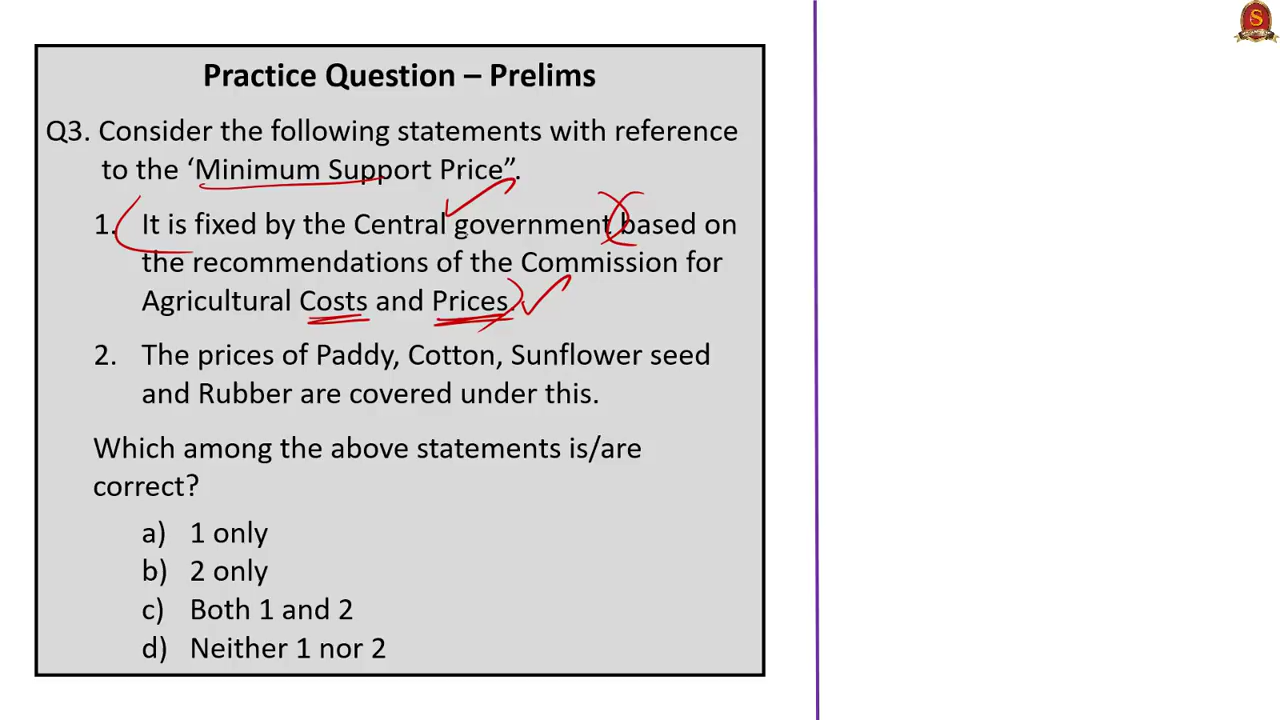 Practice Question – Prelims
Q3. Consider the following statements with reference
to the ‘Minimum Support Price”.
1. It is fixed by the Central government based on
the recommendations of the Commission for
Agricultural Costs and Prices.
2. The prices of Paddy, Cotton, Sunflower seed
and Rubber are covered under this.
Which among the above statements is/are
correct?
a) 1 only
b) 2 only
c) Both 1 and 2
d) Neither 1 nor 2
S